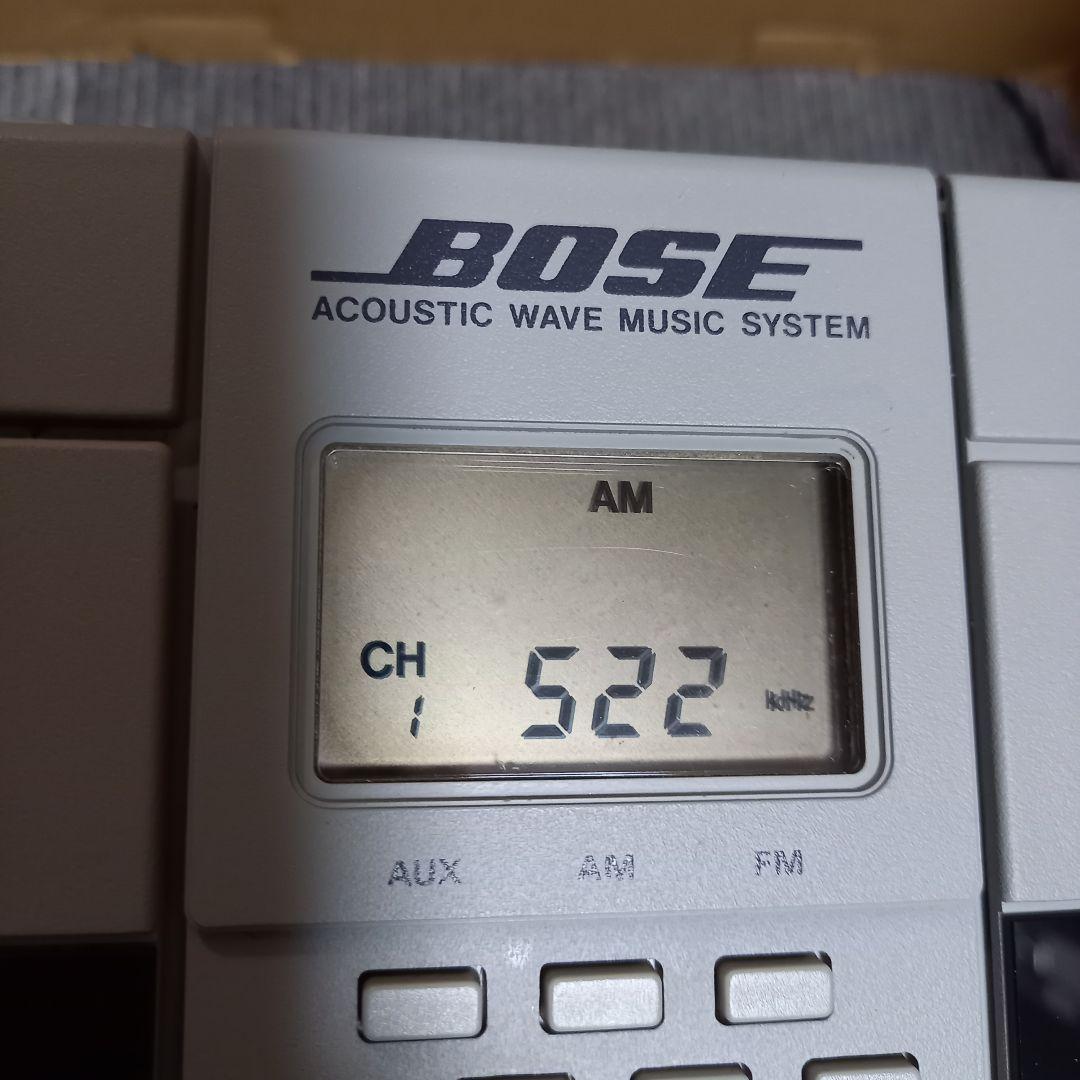 BOSE
ACOUSTIC WAVE MUSIC SYSTEM
AM
CH
1 522 kHz
AUX AM FM